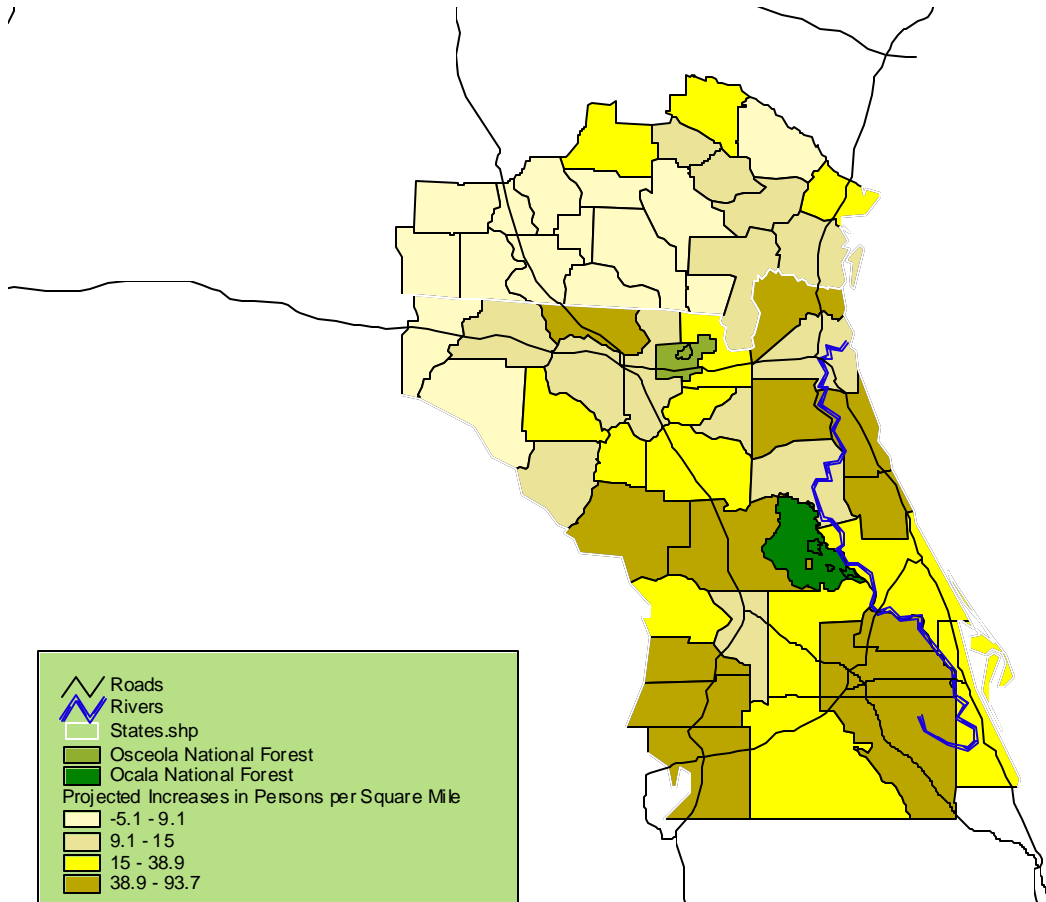 Roads
Rivers
States.shp
Osceola National Forest
Ocala National Forest
Projected Increases in Persons per Square Mile
-5.1 - 9.1
9.1 - 15
15 - 38.9
38.9 - 93.7